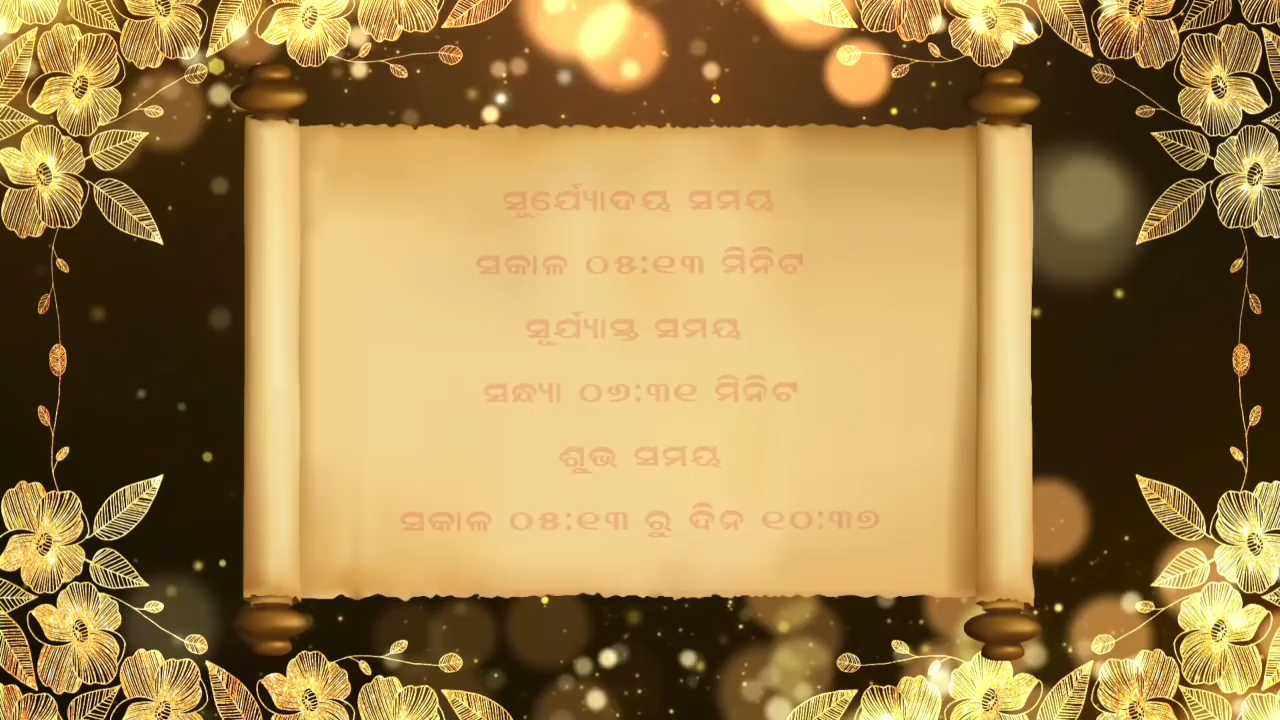 ସୂର୍ଯ୍ୟୋଦୟ ସମୟ
ସକାଳ ୦୫:୧୩ ମିନିଟ
ସୂର୍ଯ୍ୟାସ୍ତ ସମୟ
ସନ୍ଧ୍ୟା ୦୬:୩୧ ମିନିଟ
ଶୁଭ ସମୟ
ସକାଳ ୦୫:୧୩ ରୁ ଦିନ ୧୦:୩୭